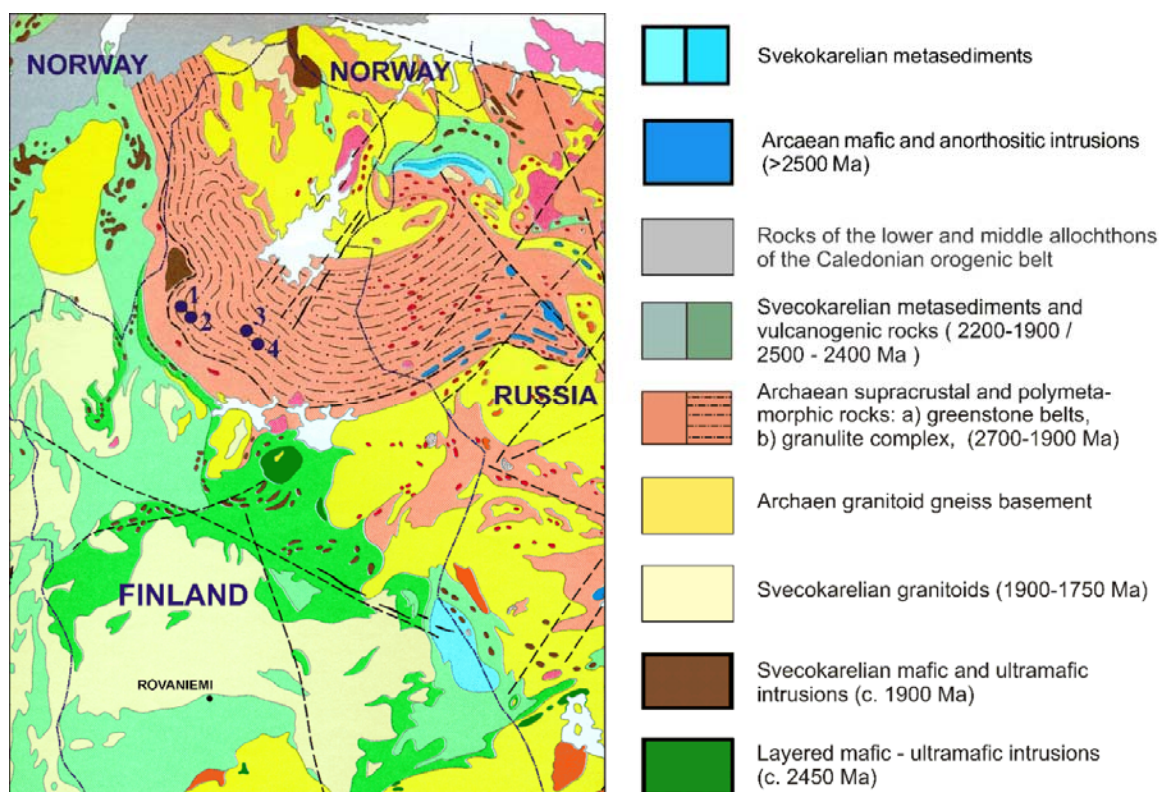 NORWAY
NORWAY
1
2
3
4
RUSSIA
FINLAND
ROVANIEMI
Svekokarelian metasediments
Arcaean mafic and anorthositic intrusions
(>2500 Ma)
Rocks of the lower and middle allochthons
of the Caledonian orogenic belt
Svecokarelian metasediments and
vulcanogenic rocks ( 2200-1900 /
2500 - 2400 Ma )
Archaean supracrustal and polymeta-
morphic rocks: a) greenstone belts,
b) granulite complex, (2700-1900 Ma)
Archaen granitoid gneiss basement
Svecokarelian granitoids (1900-1750 Ma)
Svecokarelian mafic and ultramafic
intrusions (c. 1900 Ma)
Layered mafic - ultramafic intrusions
(c. 2450 Ma)